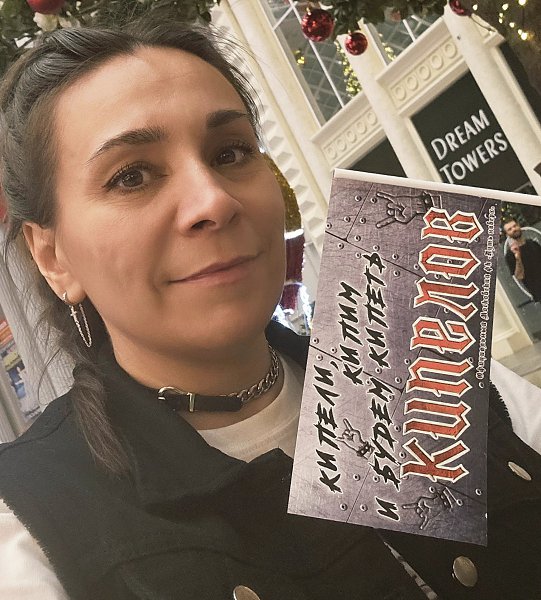 DREAM
TOWERS
КИПЕЛИ
КИПИМ
И БУДЕМ КИПЕТЬ
КИПЕЛОВ